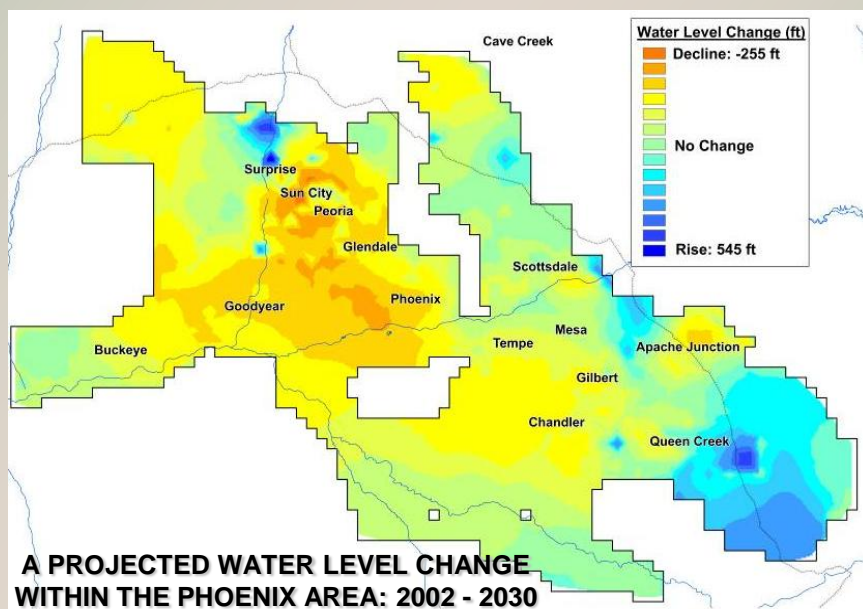 Cave Creek
Water Level Change (ft)
Decline: -255 ft
No Change
Rise: 545 ft
Surprise
Sun City
Peoria
Glendale
Scottsdale
Goodyear
Phoenix
Buckeye
Tempe
Mesa
Apache Junction
Gilbert
Chandler
Queen Creek
A PROJECTED WATER LEVEL CHANGE
WITHIN THE PHOENIX AREA: 2002 - 2030